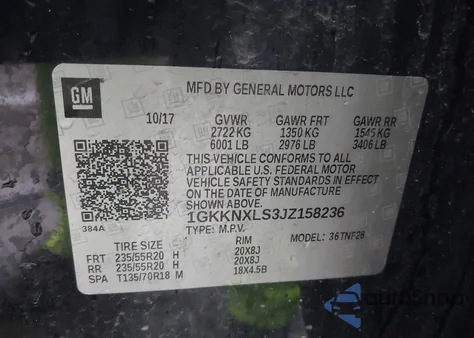 GM
MFD BY GENERAL MOTORS LLC
10/17 GVWR GAWR FRT GAWR RR
2722 KG 1350 KG 1545 KG
6001 LB 2976 LB 3406 LB
THIS VEHICLE CONFORMS TO ALL
APPLICABLE U.S. FEDERAL MOTOR
VEHICLE SAFETY STANDARDS IN EFFECT
ON THE DATE OF MANUFACTURE
SHOWN ABOVE.
1GKKNXLS3JZ158236
TYPE: M.P.V. MODEL: 36TNF26
384A
TIRE SIZE RIM
FRT 235/55R20 H 20X8J
RR 235/55R20 H 20X8J
SPA T135/70R18 M 18X4.5B
AutoSnap